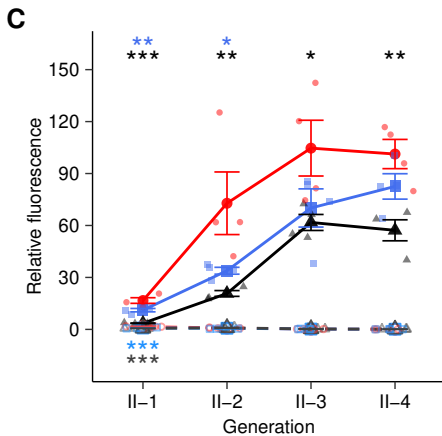 C
** *
*** ** * **
150
120
90
60
30
0
Relative fluorescence
***
***
II−1 II−2 II−3 II−4
Generation